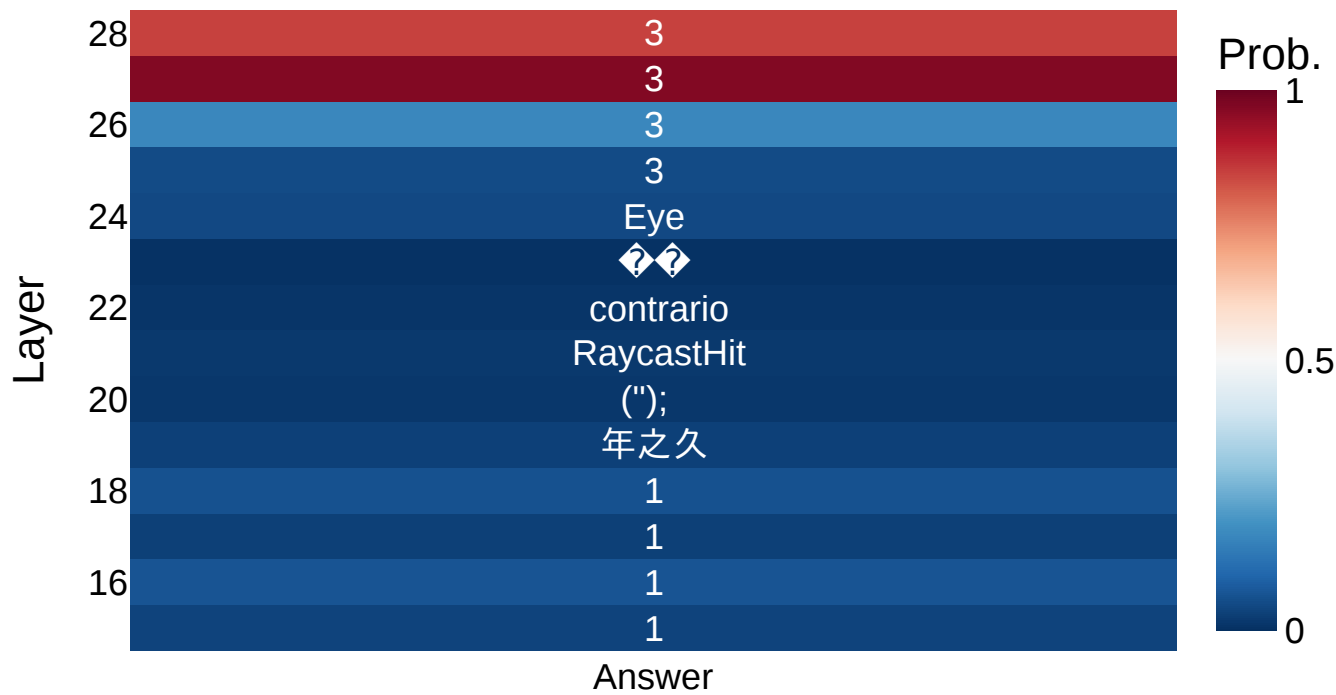 28 3
3
26 3
3
24 Eye
��
22 contrario
RaycastHit
20 ('');
年之久
18 1
1
16 1
1
Layer
Answer
Prob.
1
0.5
0